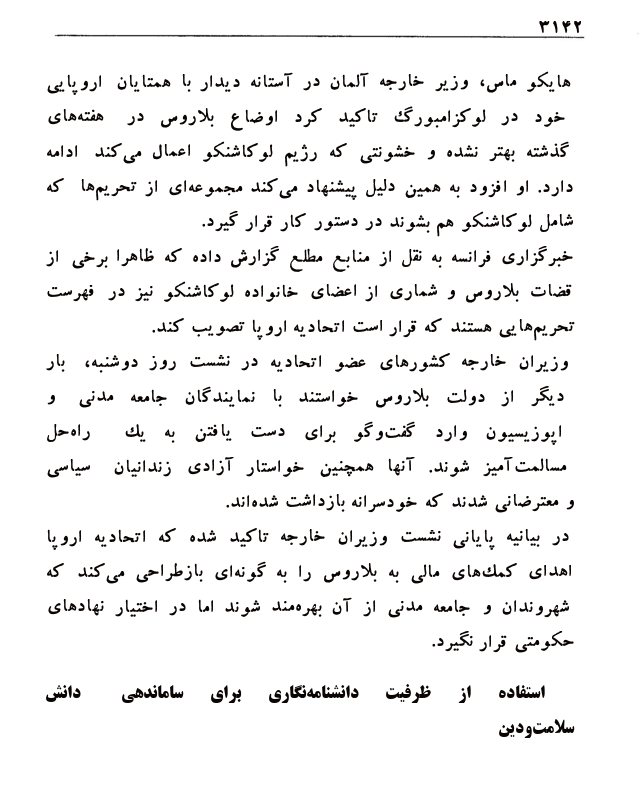 ۳۱۴۲
هایکو ماس، وزیر خارجه آلمان در آستانه دیدار با همتایان اروپایی
خود در لوکزامبورگ تاکید کرد اوضاع بلاروس در هفته‌های
گذشته بهتر نشده و خشونتی که رژیم لوکاشنکو اعمال می‌کند ادامه
دارد. او افزود به همین دلیل پیشنهاد می‌کند مجموعه‌ای از تحریم‌ها که
شامل لوکاشنکو هم بشوند در دستور کار قرار گیرد.
خبرگزاری فرانسه به نقل از منابع مطلع گزارش داده که ظاهرا برخی از
قضات بلاروس و شماری از اعضای خانواده لوکاشنکو نیز در فهرست
تحریم‌هایی هستند که قرار است اتحادیه اروپا تصویب کند.
وزیران خارجه کشورهای عضو اتحادیه در نشست روز دوشنبه، بار
دیگر از دولت بلاروس خواستند با نمایندگان جامعه مدنی و
اپوزیسیون وارد گفت‌وگو برای دست یافتن به یك راه‌حل
مسالمت‌آمیز شوند. آنها همچنین خواستار آزادی زندانیان سیاسی
و معترضانی شدند که خودسرانه بازداشت شده‌اند.
در بیانیه پایانی نشست وزیران خارجه تاکید شده که اتحادیه اروپا
اهدای کمك‌های مالی به بلاروس را به گونه‌ای بازطراحی می‌کند که
شهروندان و جامعه مدنی از آن بهره‌مند شوند اما در اختیار نهادهای
حکومتی قرار نگیرد.
استفاده از ظرفیت دانشنامه‌نگاری برای ساماندهی دانش
سلامت‌ودین